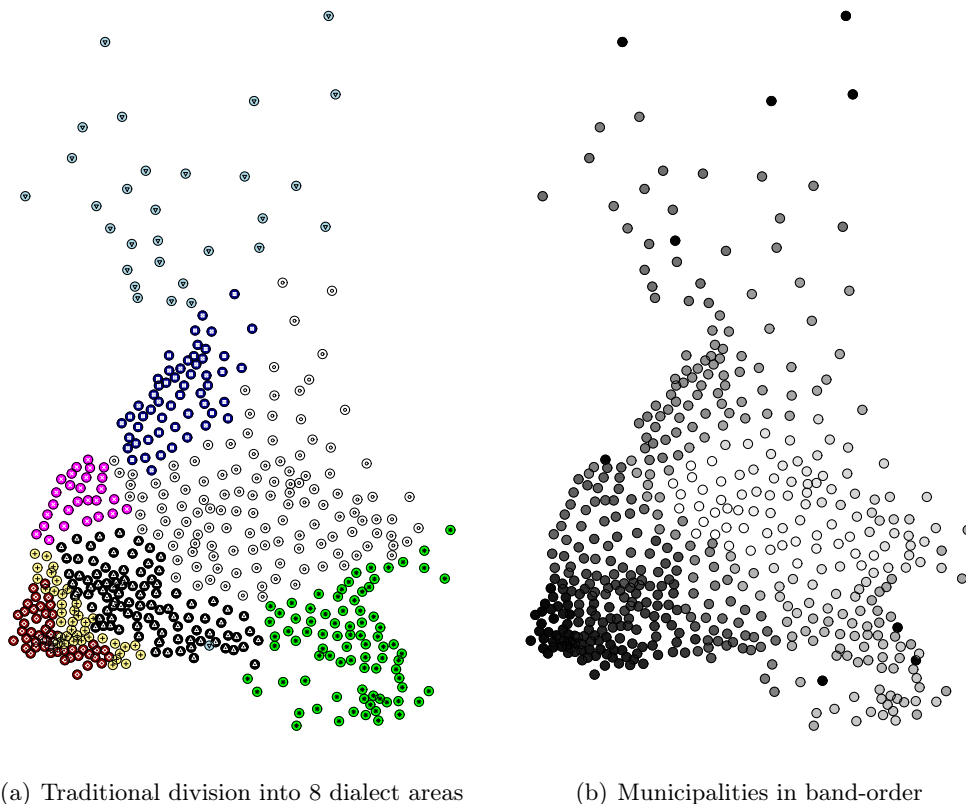 (a) Traditional division into 8 dialect areas
(b) Municipalities in band-order